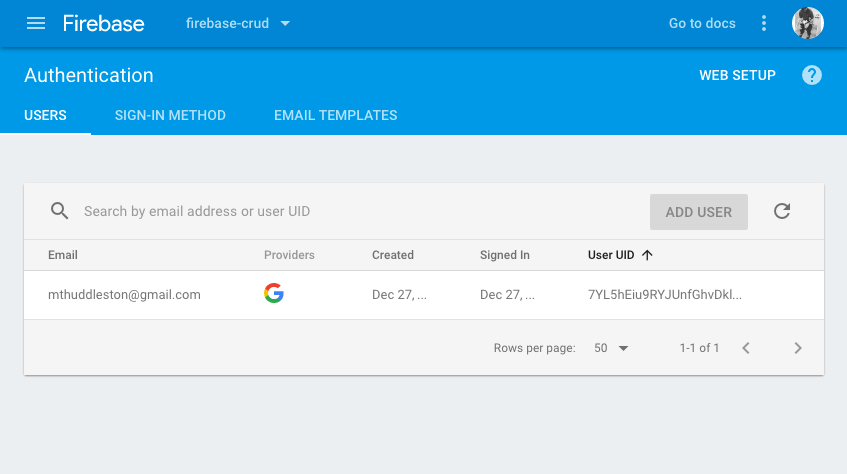 Firebase firebase-crud Go to docs
Authentication WEB SETUP ?
USERS SIGN-IN METHOD EMAIL TEMPLATES
Search by email address or user UID ADD USER
Email Providers Created Signed In User UID
mthuddleston@gmail.com G Dec 27, ... Dec 27, ... 7YL5hEiu9RYJUnfGhvDkl...
Rows per page: 50 1-1 of 1